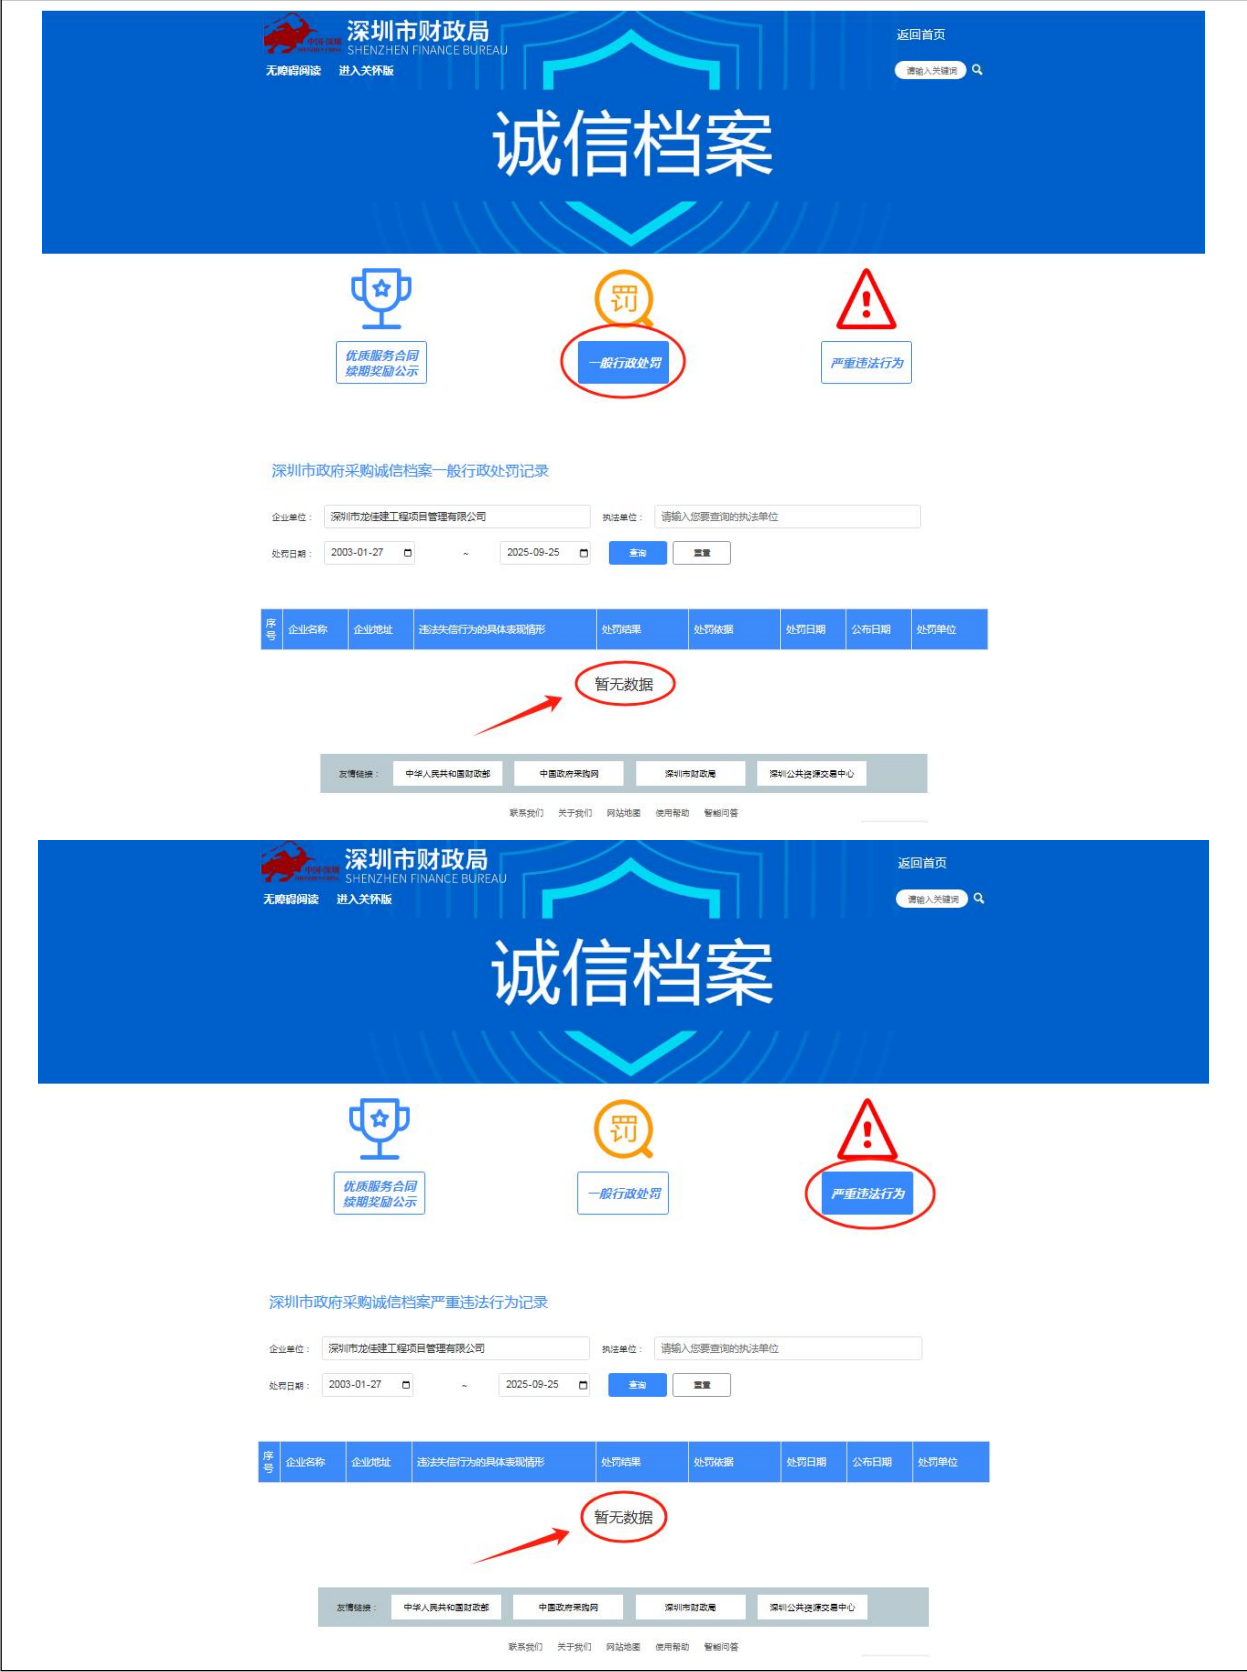 深圳市财政局
SHENZHEN FINANCE BUREAU
返回首页
无障碍阅读 进入关怀版
请输入关键词
诚信档案
罚
优质服务合同
续期奖励公示
一般行政处罚
严重违法行为
深圳市政府采购诚信档案一般行政处罚记录
企业单位： 深圳市龙佳建工程项目管理有限公司 执法单位： 请输入您要查询的执法单位
处罚日期： 2003-01-27 ~ 2025-09-25 查询 重置
序号 企业名称 企业地址 违法失信行为的具体表现情形 处罚结果 处罚依据 处罚日期 公布日期 处罚单位
暂无数据
友情链接： 中华人民共和国财政部 中国政府采购网 深圳市财政局 深圳公共资源交易中心
联系我们 关于我们 网站地图 使用帮助 智能问答
深圳市财政局
SHENZHEN FINANCE BUREAU
返回首页
无障碍阅读 进入关怀版
请输入关键词
诚信档案
罚
优质服务合同
续期奖励公示
一般行政处罚
严重违法行为
深圳市政府采购诚信档案严重违法行为记录
企业单位： 深圳市龙佳建工程项目管理有限公司 执法单位： 请输入您要查询的执法单位
处罚日期： 2003-01-27 ~ 2025-09-25 查询 重置
序号 企业名称 企业地址 违法失信行为的具体表现情形 处罚结果 处罚依据 处罚日期 公布日期 处罚单位
暂无数据
友情链接： 中华人民共和国财政部 中国政府采购网 深圳市财政局 深圳公共资源交易中心
联系我们 关于我们 网站地图 使用帮助 智能问答